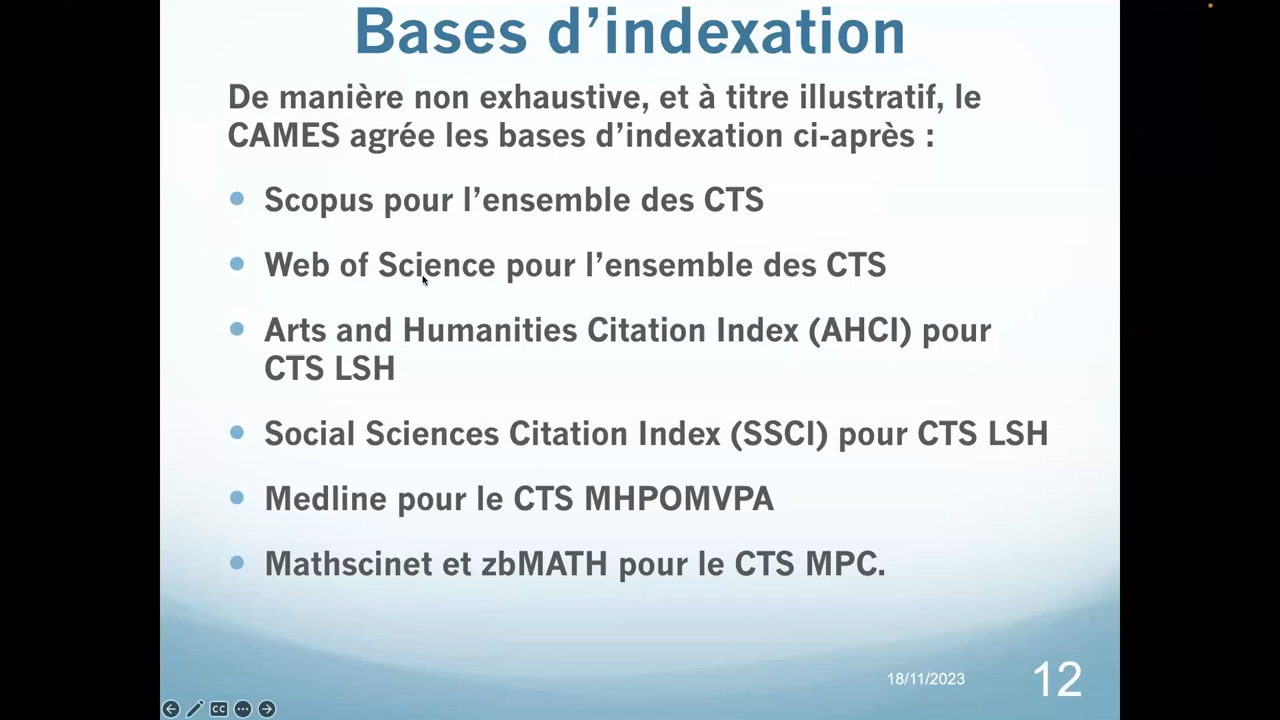 Bases d’indexation
De manière non exhaustive, et à titre illustratif, le
CAMES agrée les bases d’indexation ci-après :
• Scopus pour l’ensemble des CTS
• Web of Science pour l’ensemble des CTS
• Arts and Humanities Citation Index (AHCI) pour
CTS LSH
• Social Sciences Citation Index (SSCI) pour CTS LSH
• Medline pour le CTS MHPOMVPA
• Mathscinet et zbMATH pour le CTS MPC.
18/11/2023
12
CC